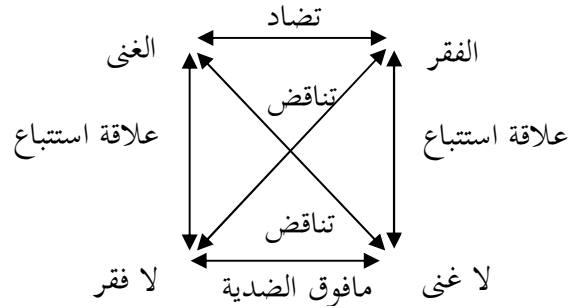 تضاد
الفقر
الغنى
تناقض
علاقة استتباع
علاقة استتباع
تناقض
لا غنى
مافوق الضدية
لا فقر